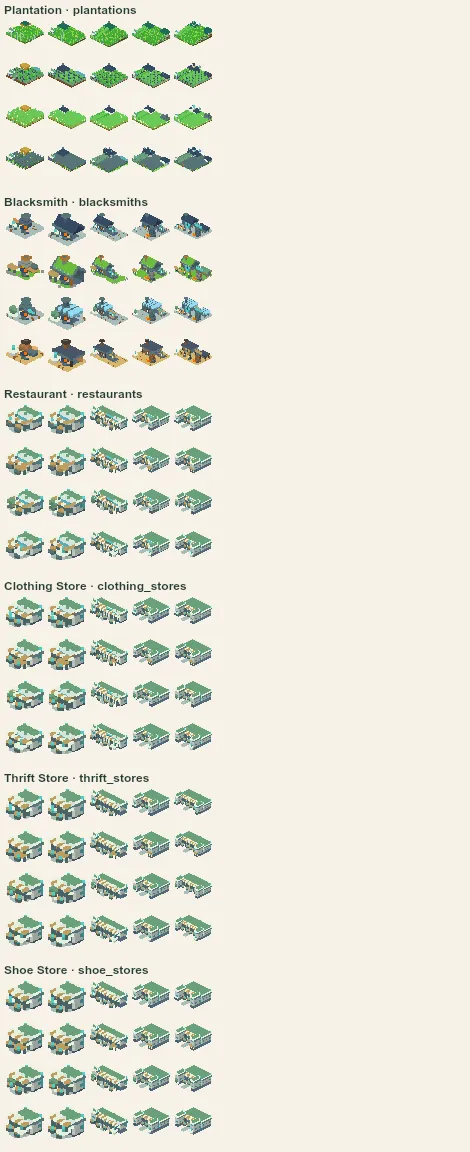 Plantation · plantations
Blacksmith · blacksmiths
Restaurant · restaurants
Clothing Store · clothing_stores
Thrift Store · thrift_stores
Shoe Store · shoe_stores